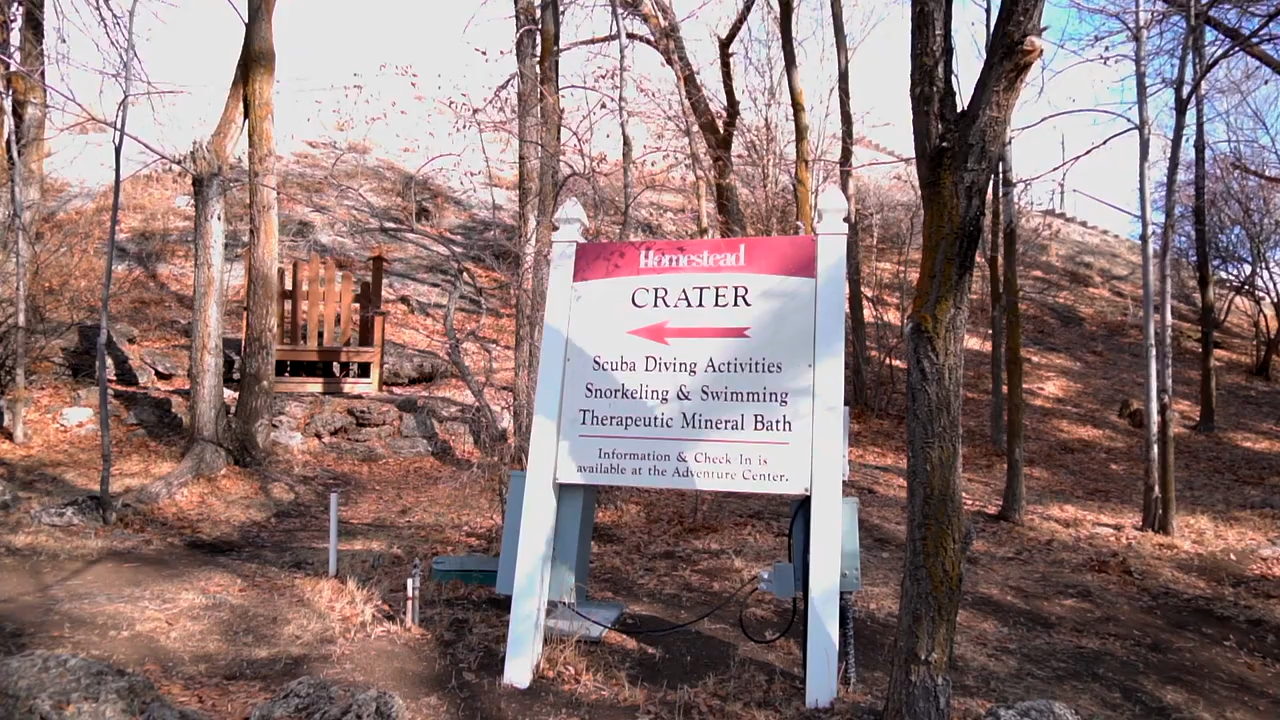 Homestead
CRATER
Scuba Diving Activities
Snorkeling & Swimming
Therapeutic Mineral Bath
Information & Check In is
available at the Adventure Center.